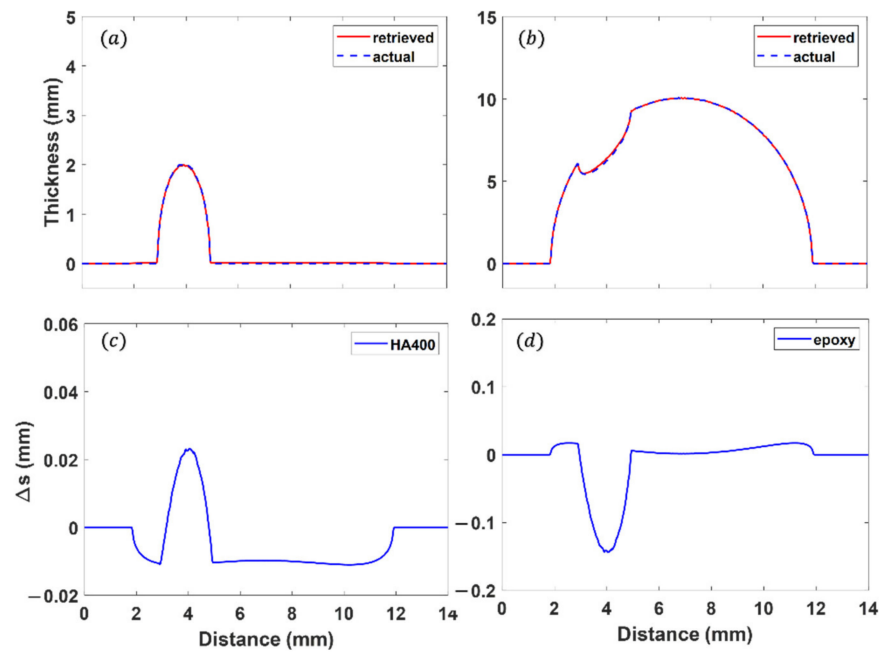 (a)
retrieved
actual
Thickness (mm)
5
4
3
2
1
0
(b)
retrieved
actual
15
10
5
0
(c)
HA400
Δs (mm)
0.06
0.04
0.02
0
−0.02
0 2 4 6 8 10 12 14
Distance (mm)
(d)
epoxy
0.2
0.1
0
−0.1
−0.2
0 2 4 6 8 10 12 14
Distance (mm)